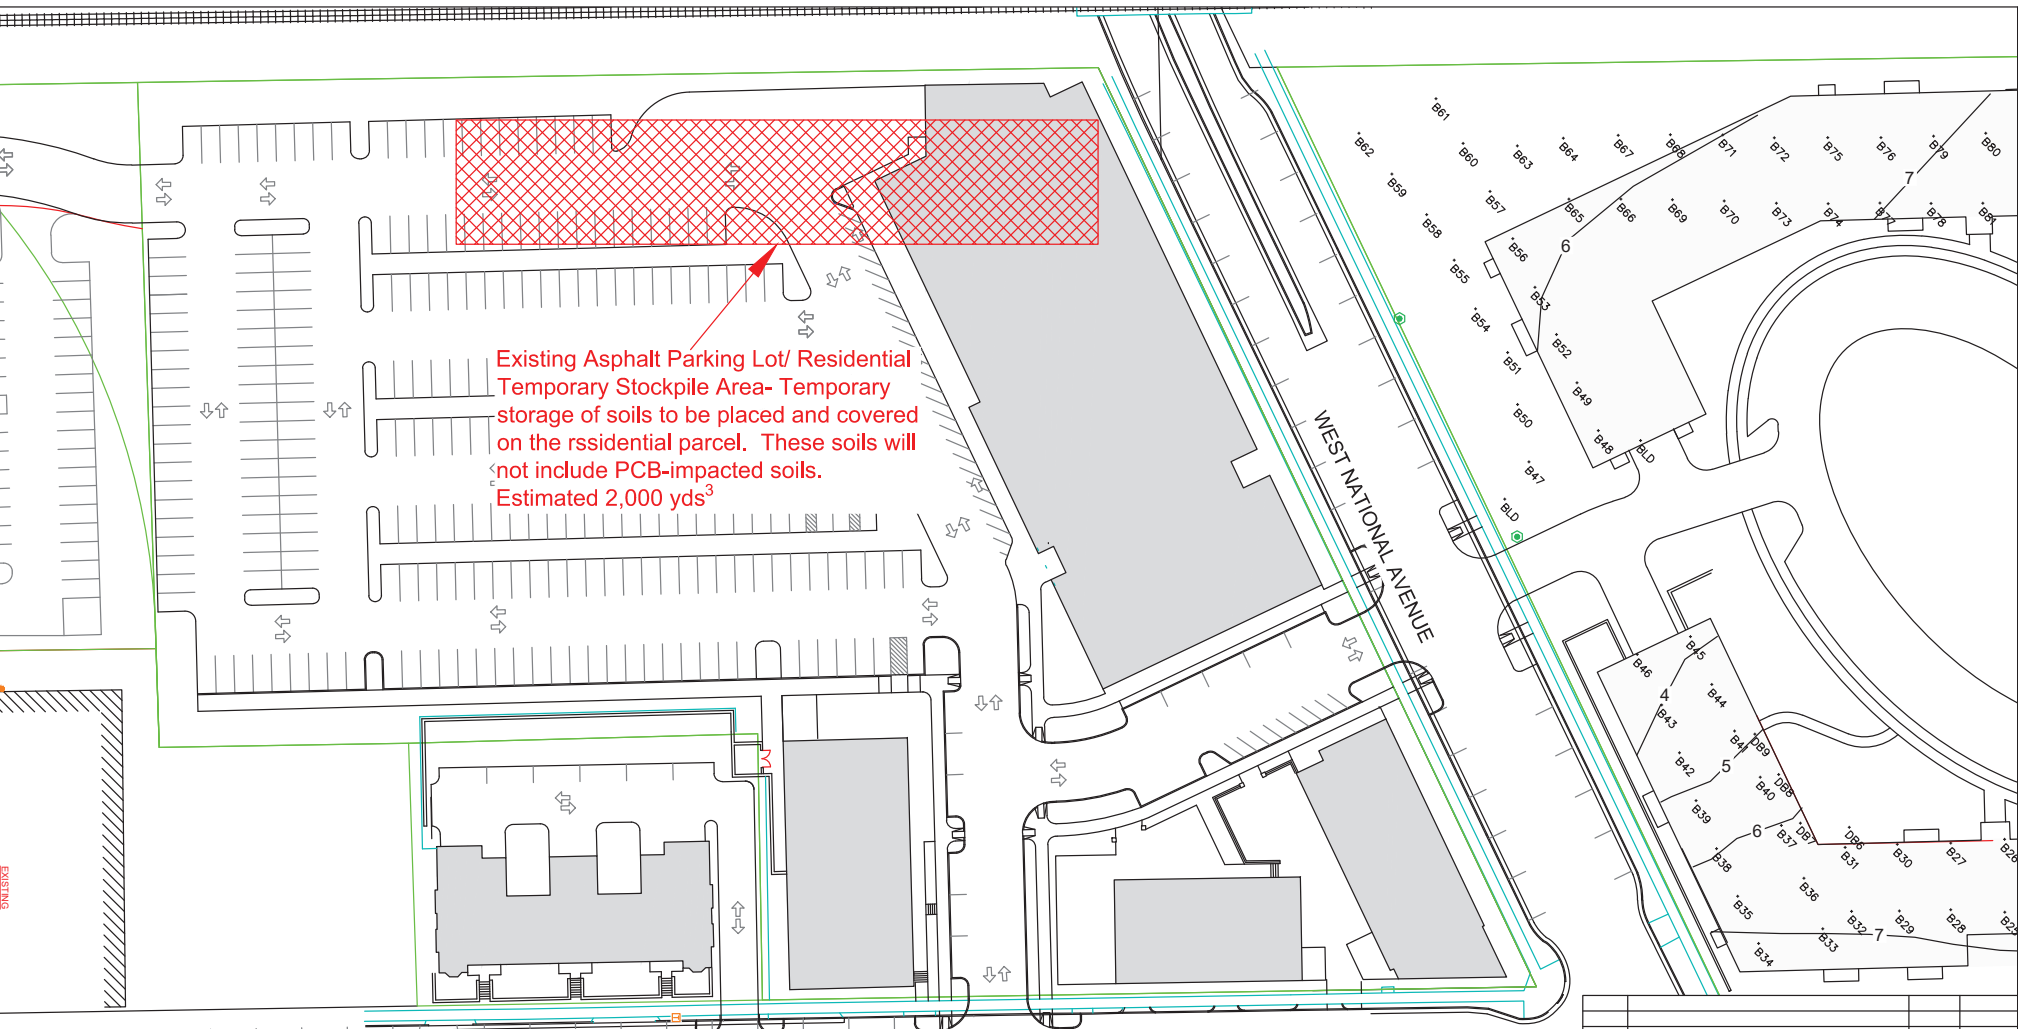 Existing Asphalt Parking Lot/ Residential
Temporary Stockpile Area- Temporary
storage of soils to be placed and covered
on the rssidential parcel.  These soils will
not include PCB-impacted soils.
Estimated 2,000 yds³
WEST NATIONAL AVENUE
EXISTING
B61
B62
B60
B63
B64
B67
B68
B71
B72
B75
B76
B79
B80
7
B59
B57
B65
B66
B69
B70
B73
B74
B77
B78
B81
B58
B56
6
B55
B53
B54
B52
B51
B49
B50
B48
BLD
B47
BLD
B45
B46
4
B44
B43
B41
DB9
B42
5
B40
DB8
B39
6
B37
DB7
DB6
B38
B31
B30
B27
B26
B36
B35
B32
B29
B28
B25
B33
7
B34